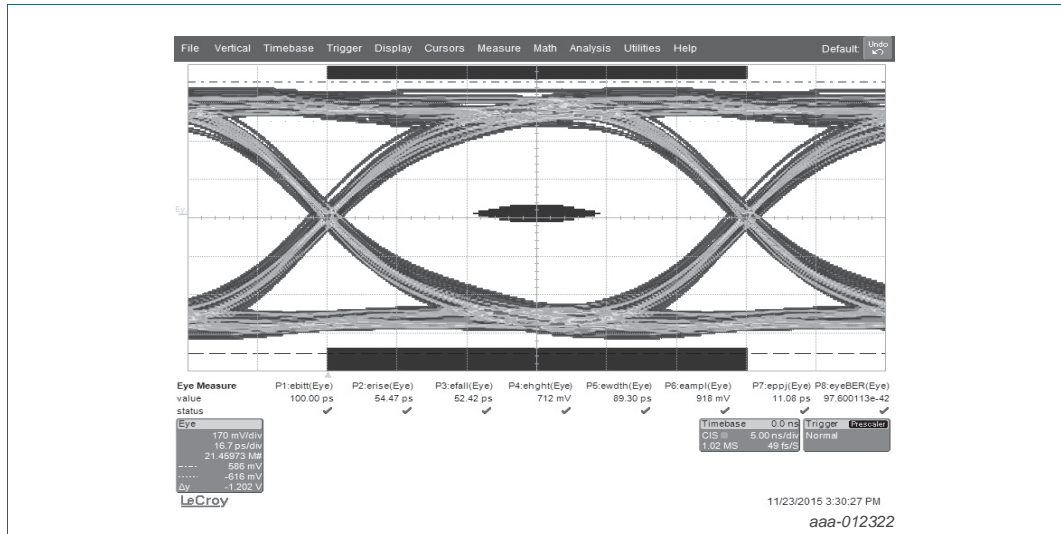 File Vertical Timebase Trigger Display Cursors Measure Math Analysis Utilities Help Default: Undo
Ey
Eye Measure P1:ebitt(Eye) P2:erise(Eye) P3:efall(Eye) P4:ehght(Eye) P5:ewdth(Eye) P6:eampl(Eye) P7:eppj(Eye) P8:eyeBER(Eye)
value 100.00 ps 54.47 ps 52.42 ps 712 mV 89.30 ps 918 mV 11.08 ps 97.600113e-42
status
Eye
170 mV/div
16.7 ps/div
21.45973 M#
586 mV
-616 mV
Δy -1.202 V
Timebase 0.0 ns
CIS 5.00 ns/div
1.02 MS 49 fs/S
Trigger Prescaler
Normal
LeCroy
11/23/2015 3:30:27 PM
aaa-012322